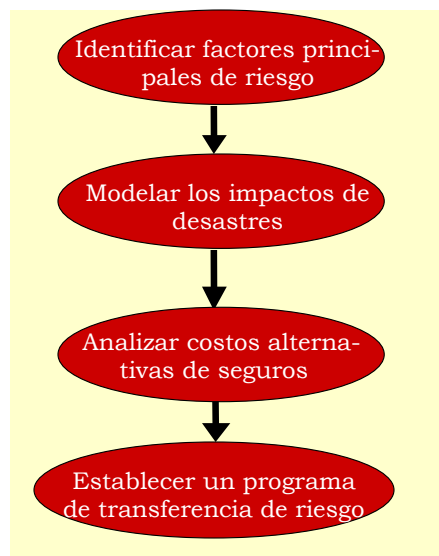 Identificar factores princi-
pales de riesgo
Modelar los impactos de
desastres
Analizar costos alterna-
tivas de seguros
Establecer un programa
de transferencia de riesgo